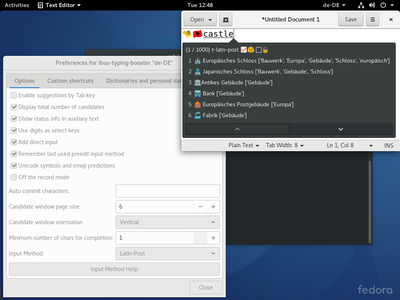 Activities
Text Editor
Tue 12:48
de-DE
Open
*Untitled Document 1
Save
castle
(1 / 1000) t-latn-post
1 Europäisches Schloss ['Bauwerk, 'Europa', 'Gebäude', 'Schloss', 'europäisch']
2 Japanisches Schloss ['Bauwerk', 'Gebäude', 'Schloss']
3 Antikes Gebäude ['Gebäude']
4 Bank ['Gebäude']
5 Europäisches Postgebäude ['Europa']
6 Fabrik ['Gebäude']
Plain Text
Tab Width: 8
Ln 1, Col 8
INS
Preferences for ibus-typing-booster 'de-DE'
Options
Custom shortcuts
Dictionaries and personal dat
Enable suggestions by Tab key
Display total number of candidates
Show status info in auxiliary text
Use digits as select keys
Add direct input
Remember last used preedit input method
Unicode symbols and emoji predictions
Off the record mode
Auto commit characters:
Candidate window page size: 6
Candidate window orientation Vertical
Minimum number of chars for completion: 1
Input Method: Latin-Post
Input Method Help
Close
fedora